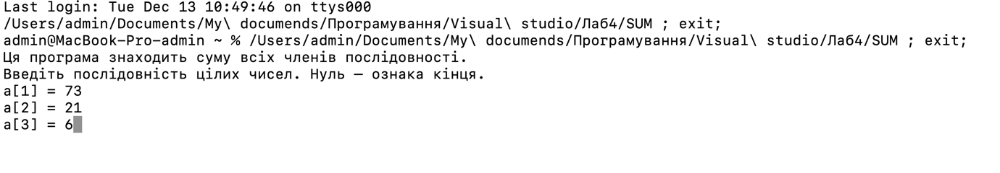 Last login: Tue Dec 13 10:49:46 on ttys000
/Users/admin/Documents/My\ documends/Програмування/Visual\ studio/Лаб4/SUM ; exit;
admin@MacBook-Pro-admin ~ % /Users/admin/Documents/My\ documends/Програмування/Visual\ studio/Лаб4/SUM ; exit;
Ця програма знаходить суму всіх членів послідовності.
Введіть послідовність цілих чисел. Нуль — ознака кінця.
a[1] = 73
a[2] = 21
a[3] = 6